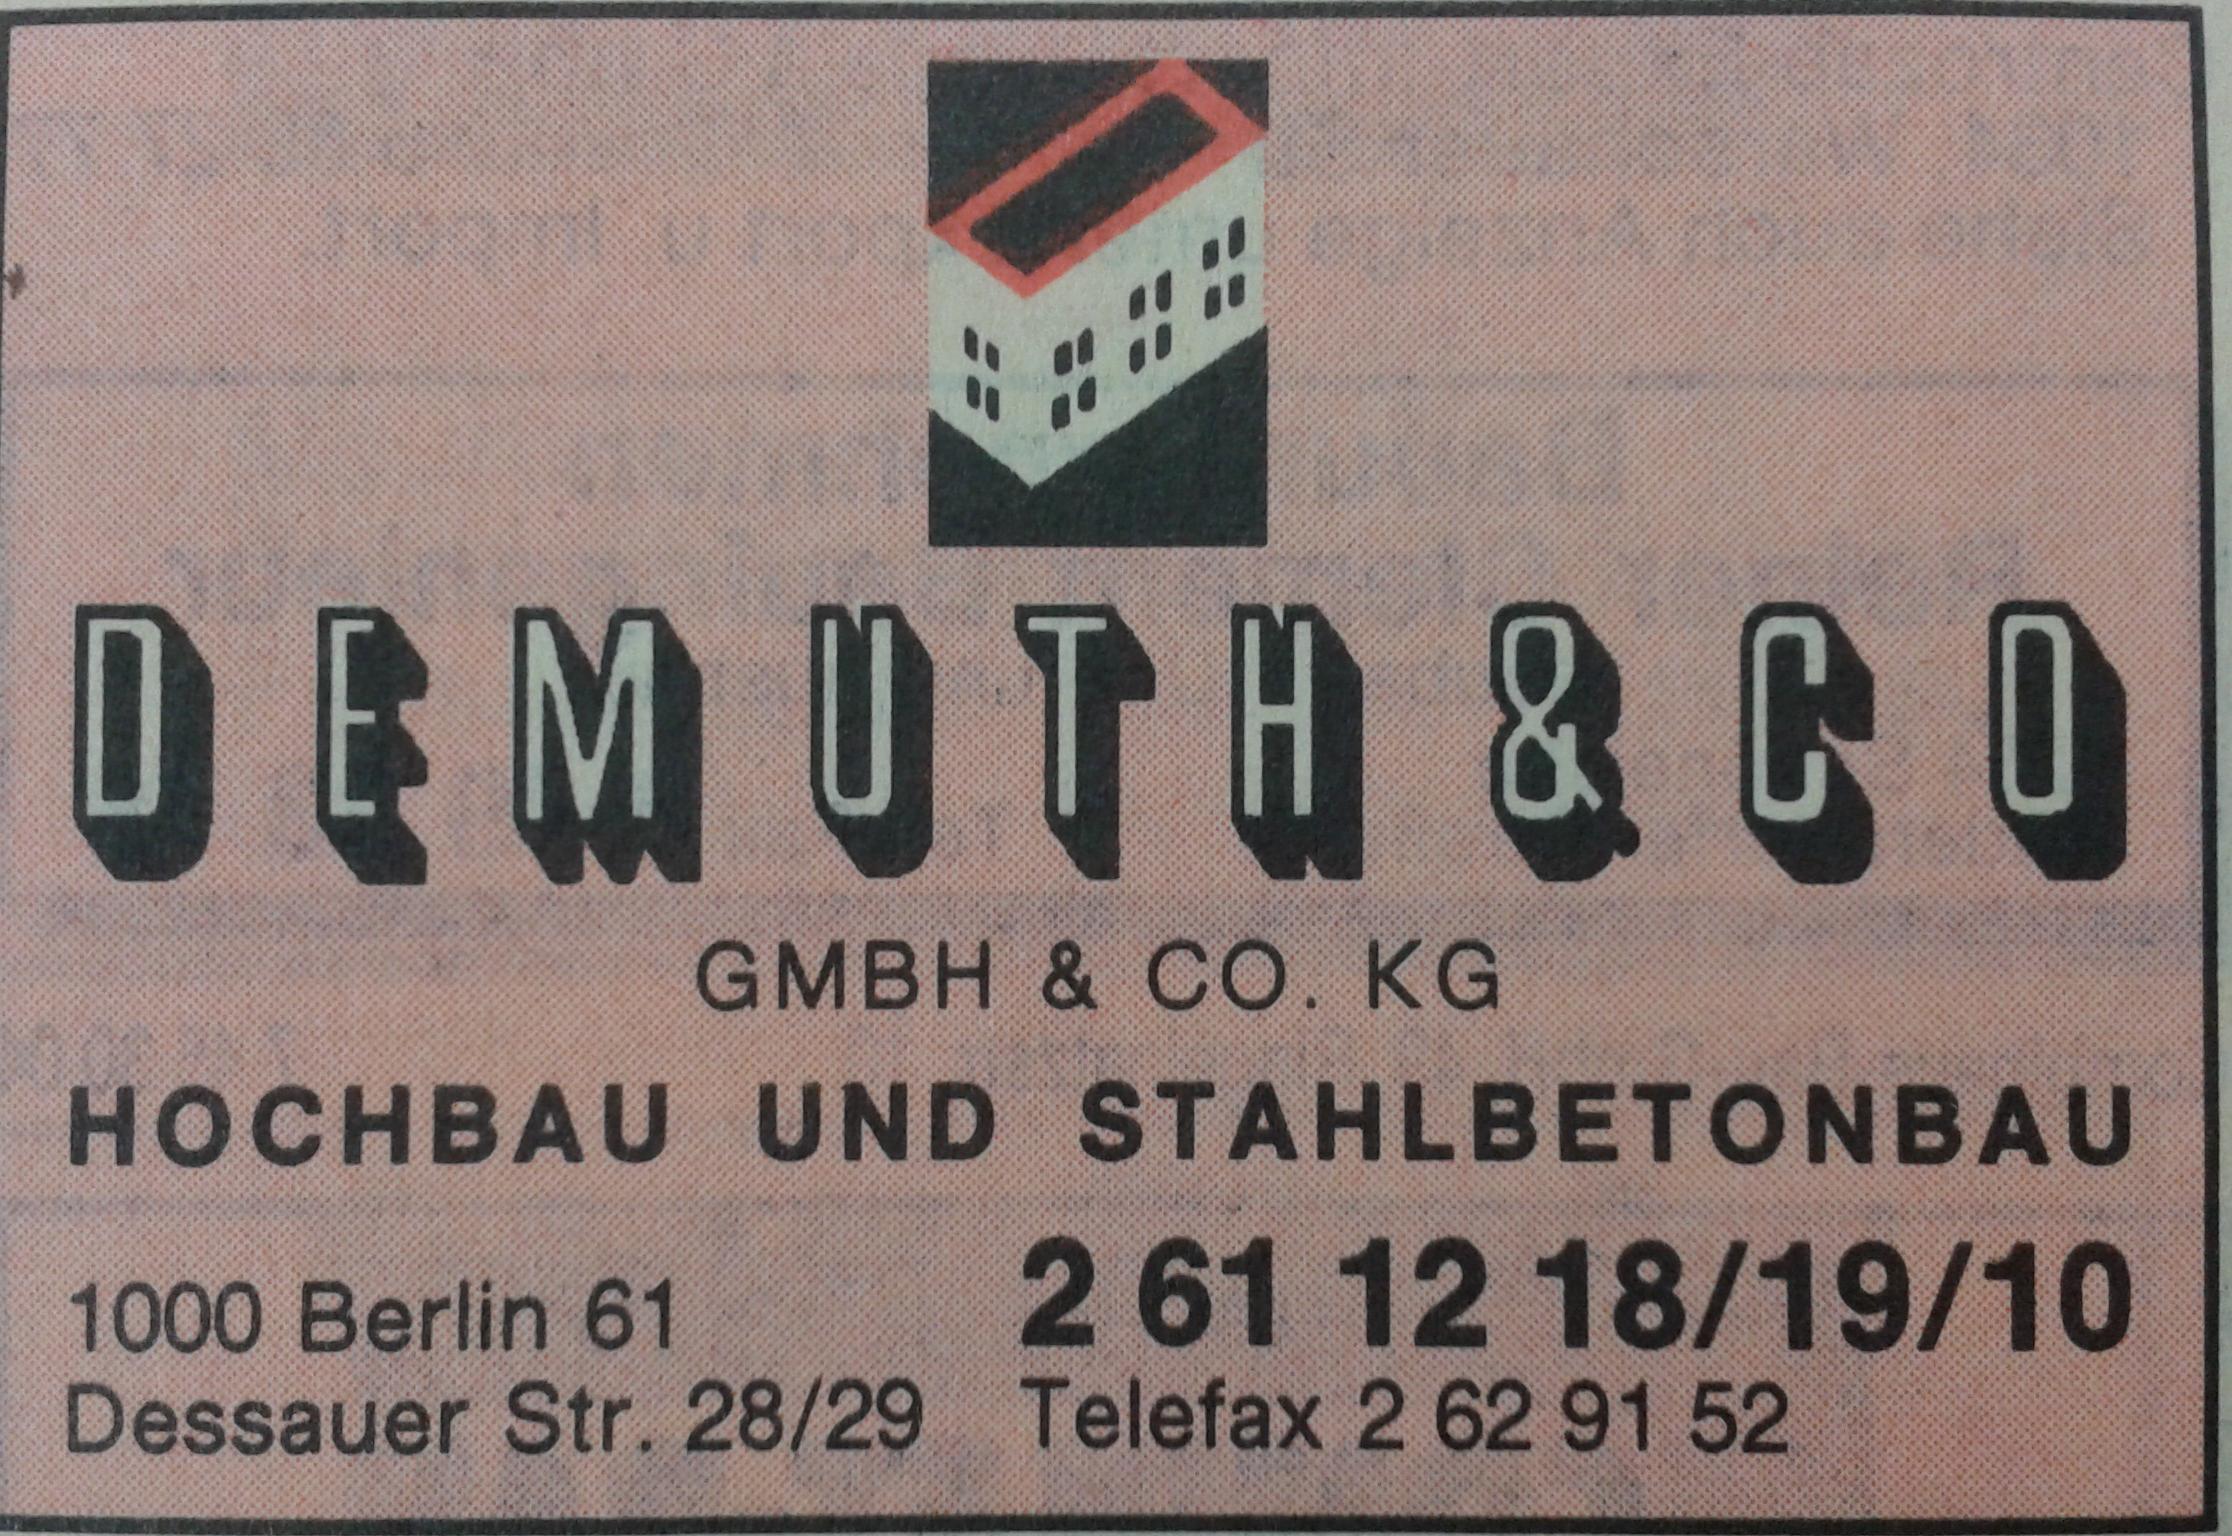 DEMUTH & CO
GMBH & CO. KG
HOCHBAU UND STAHLBETONBAU
1000 Berlin 61
Dessauer Str. 28/29
2 61 12 18/19/10
Telefax 2 62 91 52